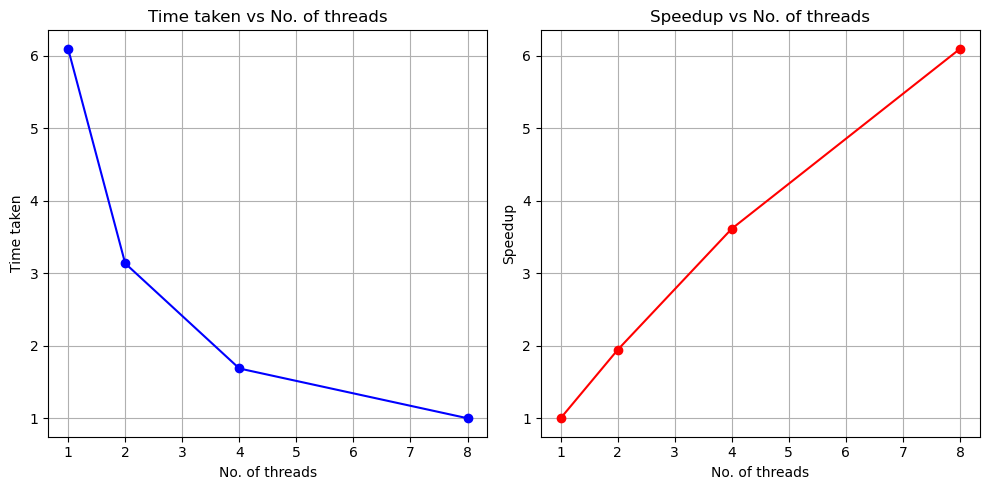 Time taken vs No. of threads
Time taken
6
5
4
3
2
1
1 2 3 4 5 6 7 8
No. of threads
Speedup vs No. of threads
Speedup
6
5
4
3
2
1
1 2 3 4 5 6 7 8
No. of threads